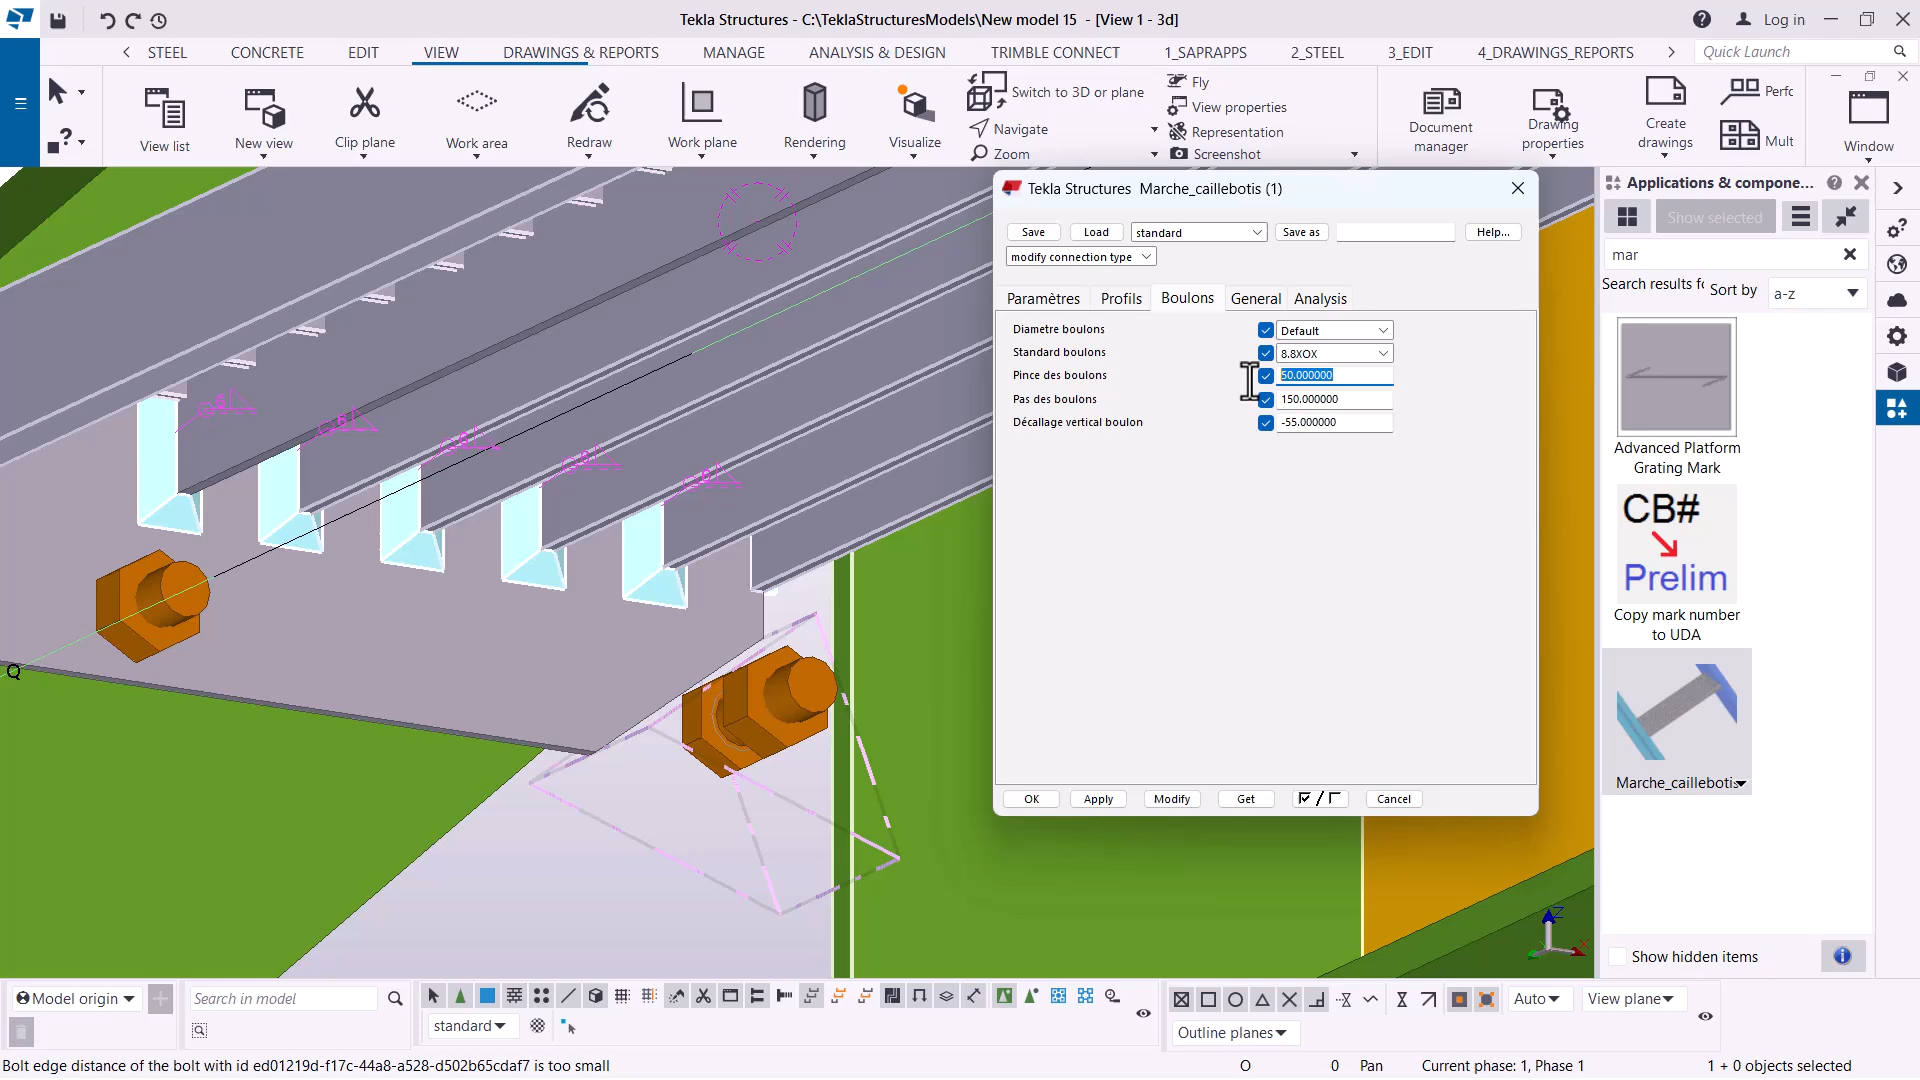 Tekla Structures - C:\TeklaStructuresModels\New model 15 - [View 1 - 3d]
Log in
STEEL CONCRETE EDIT VIEW DRAWINGS & REPORTS MANAGE ANALYSIS & DESIGN TRIMBLE CONNECT 1_SAPRAPPS 2_STEEL 3_EDIT 4_DRAWINGS_REPORTS Quick Launch
View list
New view
Clip plane
Work area
Redraw
Work plane
Rendering
Visualize
Switch to 3D or plane
Navigate
Zoom
Fly
View properties
Representation
Screenshot
Document manager
Drawing properties
Create drawings
Perfc
Mult
Window
Tekla Structures Marche_caillebotis (1)
Save Load standard Save as Help...
modify connection type
Paramètres Profils Boulons General Analysis
Diametre boulons Default
Standard boulons 8.8XOX
Pince des boulons 50.000000
Pas des boulons 150.000000
Décallage vertical boulon -55.000000
OK Apply Modify Get / Cancel
Applications & compone...
Show selected
mar
Search results fo Sort by a-z
Advanced Platform
Grating Mark
CB#
Prelim
Copy mark number
to UDA
Marche_caillebotis
Show hidden items
Q
Z
Model origin
Search in model
standard
Auto
View plane
Outline planes
Bolt edge distance of the bolt with id ed01219d-f17c-44a8-a528-d502b65cdaf7 is too small
O 0 Pan Current phase: 1, Phase 1 1 + 0 objects selected